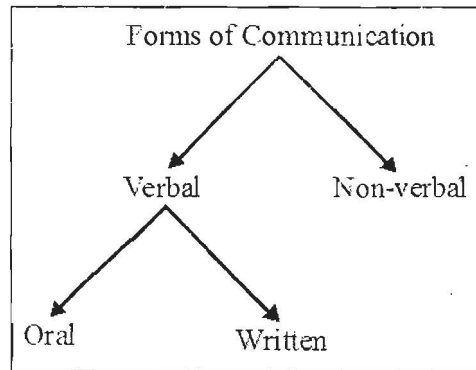 Forms of Communication
Verbal Non-verbal
Oral Written